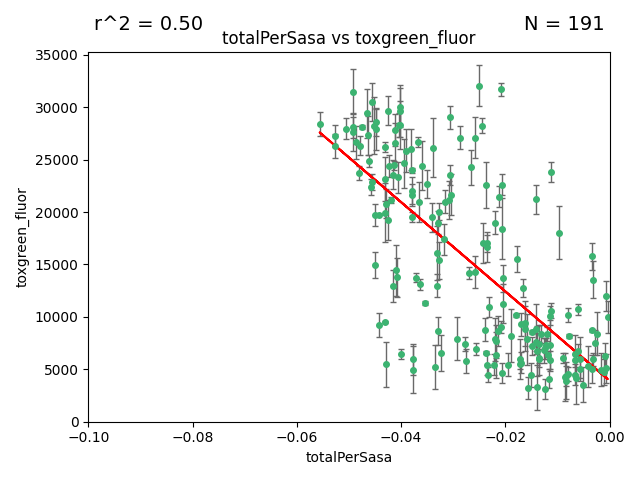 r^2 = 0.50
N = 191
totalPerSasa vs toxgreen_fluor
35000
30000
25000
20000
15000
10000
5000
0
toxgreen_fluor
−0.10
−0.08
−0.06
−0.04
−0.02
0.00
totalPerSasa